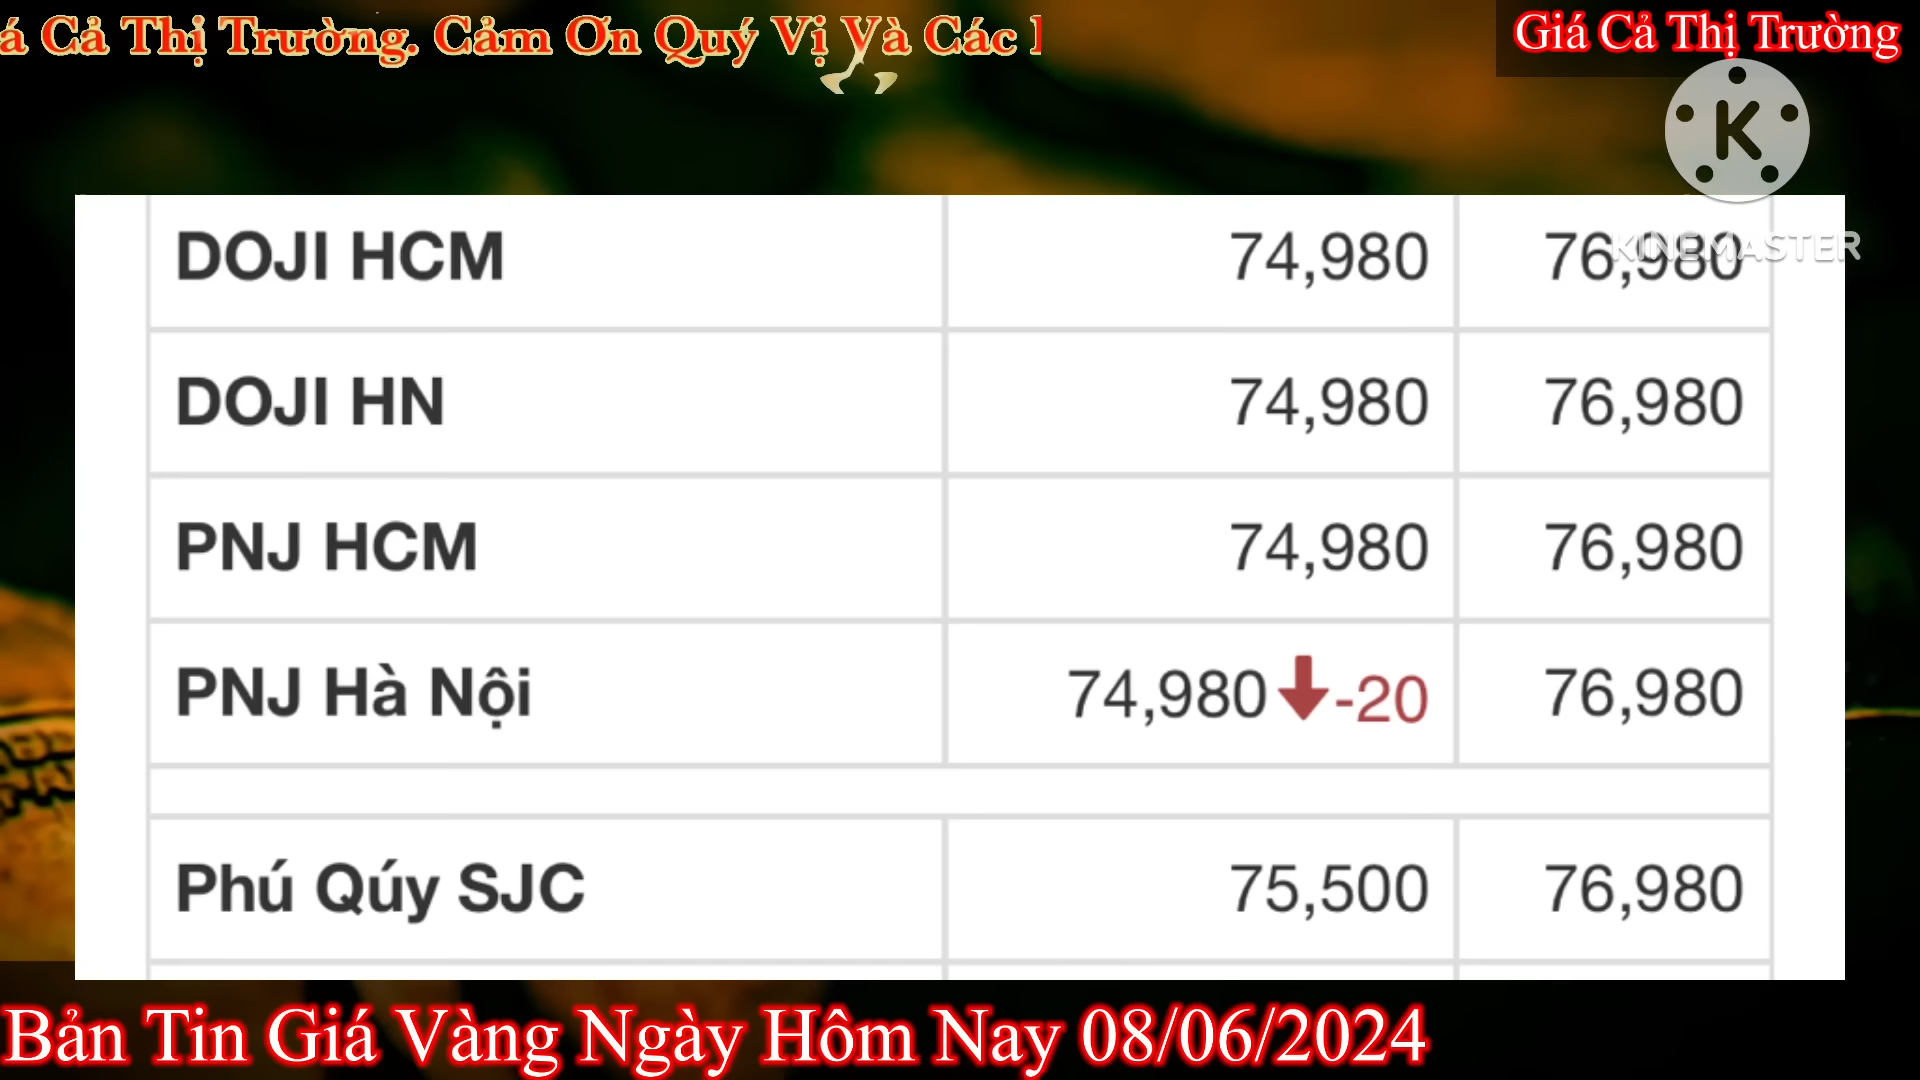 á Cả Thị Trường. Cảm Ơn Quý Vị Và Các
Giá Cả Thị Trường
K
KINEMASTER
DOJI HCM 74,980 76,980
DOJI HN 74,980 76,980
PNJ HCM 74,980 76,980
PNJ Hà Nội 74,980 -20 76,980
Phú Qúy SJC 75,500 76,980
Bản Tin Giá Vàng Ngày Hôm Nay 08/06/2024